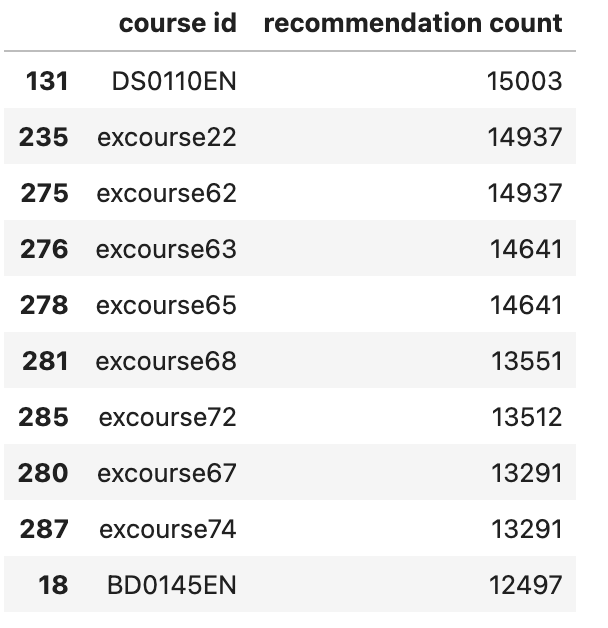 course id recommendation count
131 DS0110EN 15003
235 excourse22 14937
275 excourse62 14937
276 excourse63 14641
278 excourse65 14641
281 excourse68 13551
285 excourse72 13512
280 excourse67 13291
287 excourse74 13291
18 BD0145EN 12497